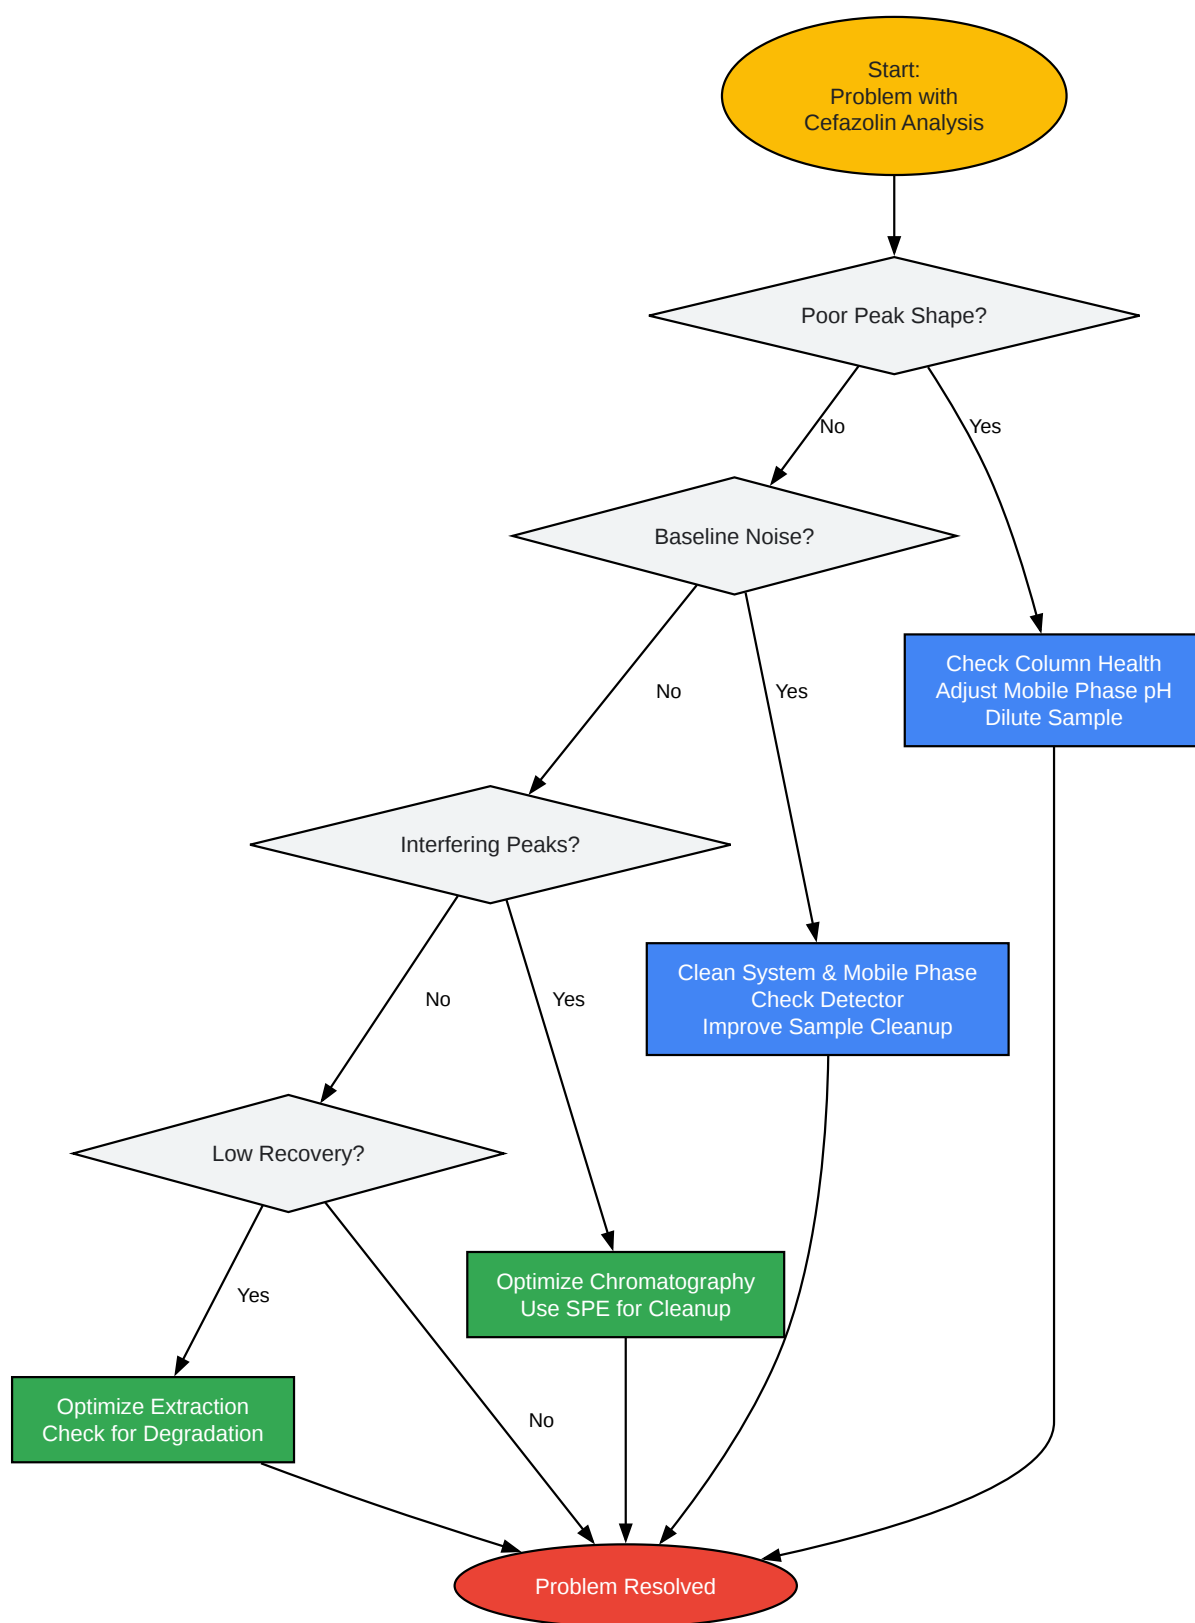 Start:
Problem with
Cefazolin Analysis
Poor Peak Shape?
No
Yes
Baseline Noise?
No
Yes
Check Column Health
Adjust Mobile Phase pH
Dilute Sample
Interfering Peaks?
No
Yes
Clean System & Mobile Phase
Check Detector
Improve Sample Cleanup
Low Recovery?
Yes
No
Optimize Chromatography
Use SPE for Cleanup
Optimize Extraction
Check for Degradation
Problem Resolved